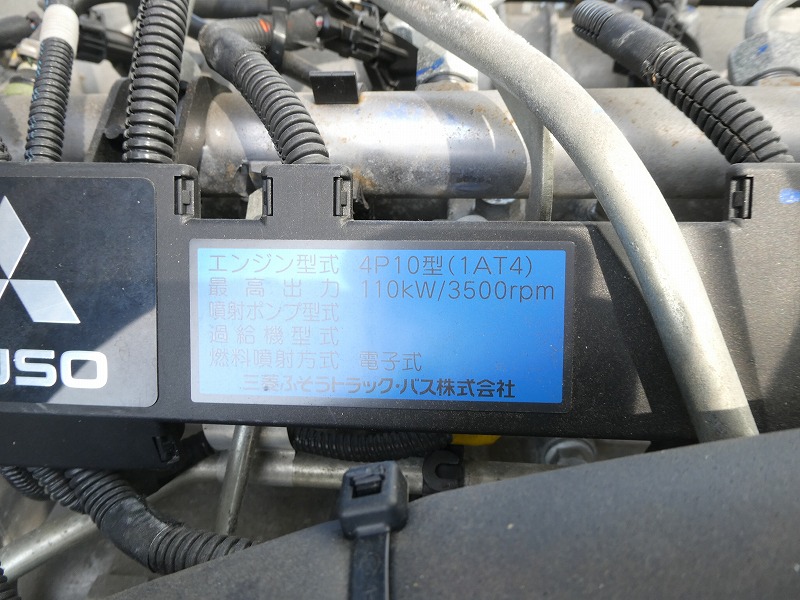 エンジン型式 4P10型(1AT4)
最高出力 110kW/3500rpm
噴射ポンプ型式
過給機型式
燃料噴射方式 電子式
三菱ふそうトラック・バス株式会社
USO